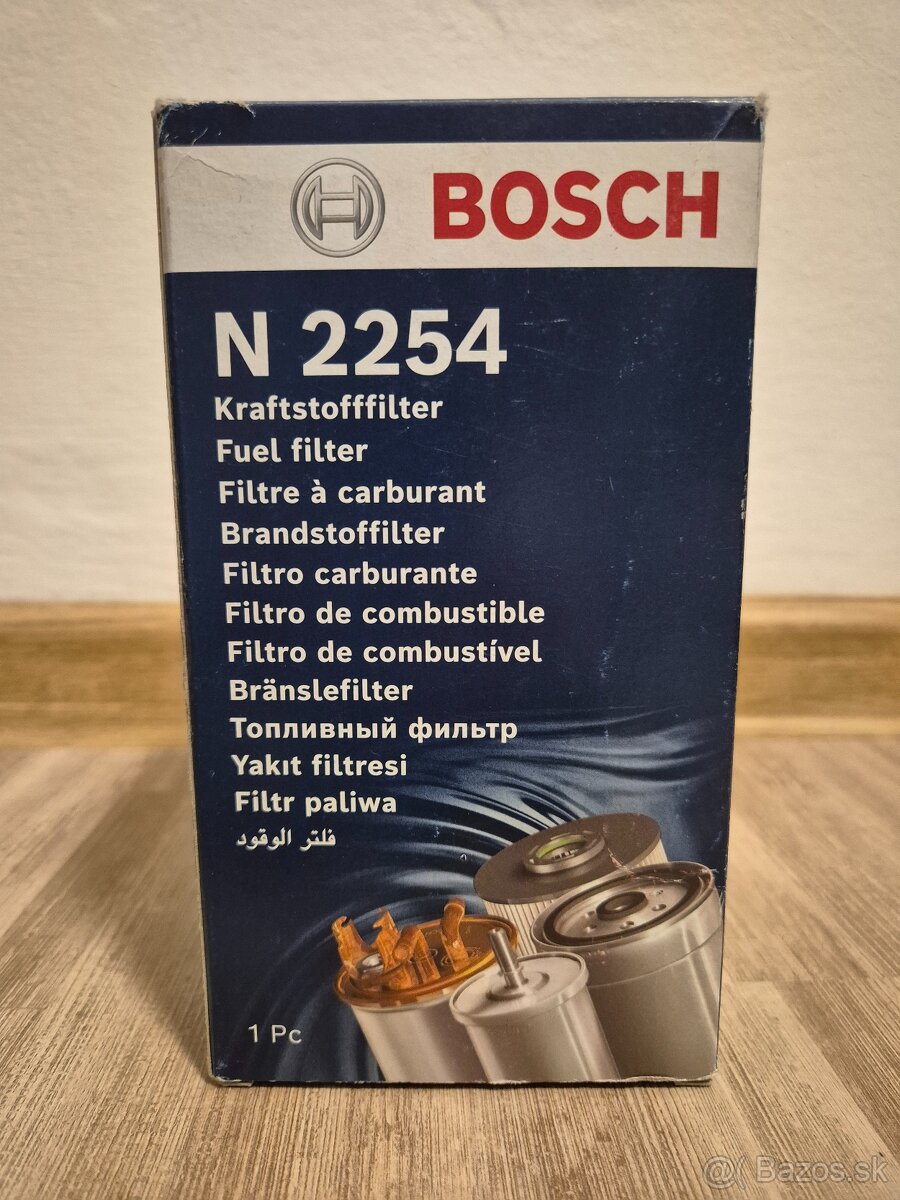 BOSCH
N 2254
Kraftstofffilter
Fuel filter
Filtre à carburant
Brandstoffilter
Filtro carburante
Filtro de combustible
Filtro de combustível
Bränslefilter
Топливный фильтр
Yakıt filtresi
Filtr paliwa
فلتر الوقود
1 Pc
@( Bazos.sk